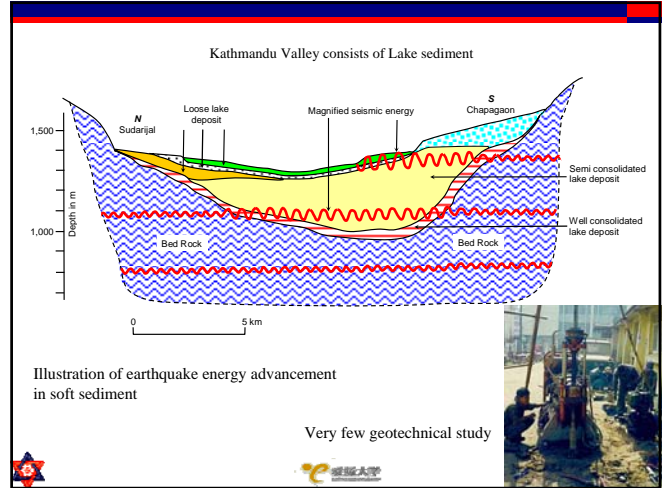 Kathmandu Valley consists of Lake sediment
N
Sudarijal
Loose lake
deposit
Magnified seismic energy
S
Chapagaon
1,500
Semi consolidated
lake deposit
Depth in m
1,000
Well consolidated
lake deposit
Bed Rock
Bed Rock
0
5 km
Illustration of earthquake energy advancement
in soft sediment
Very few geotechnical study